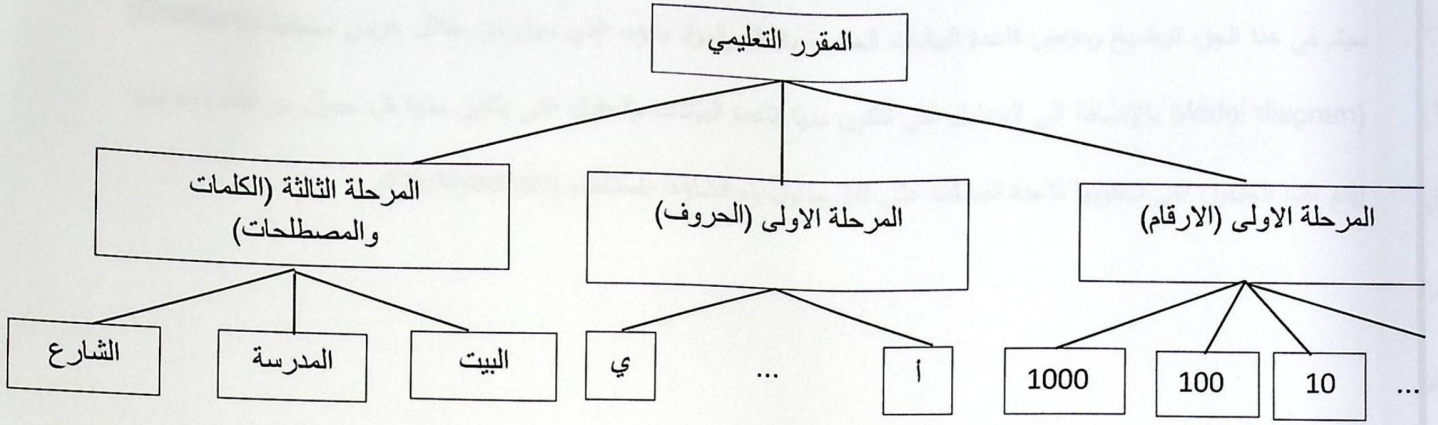 المقرر التعليمي
المرحلة الاولى (الارقام)
المرحلة الاولى (الحروف)
المرحلة الثالثة (الكلمات
والمصطلحات)
...
10
100
1000
أ
...
ي
البيت
المدرسة
الشارع